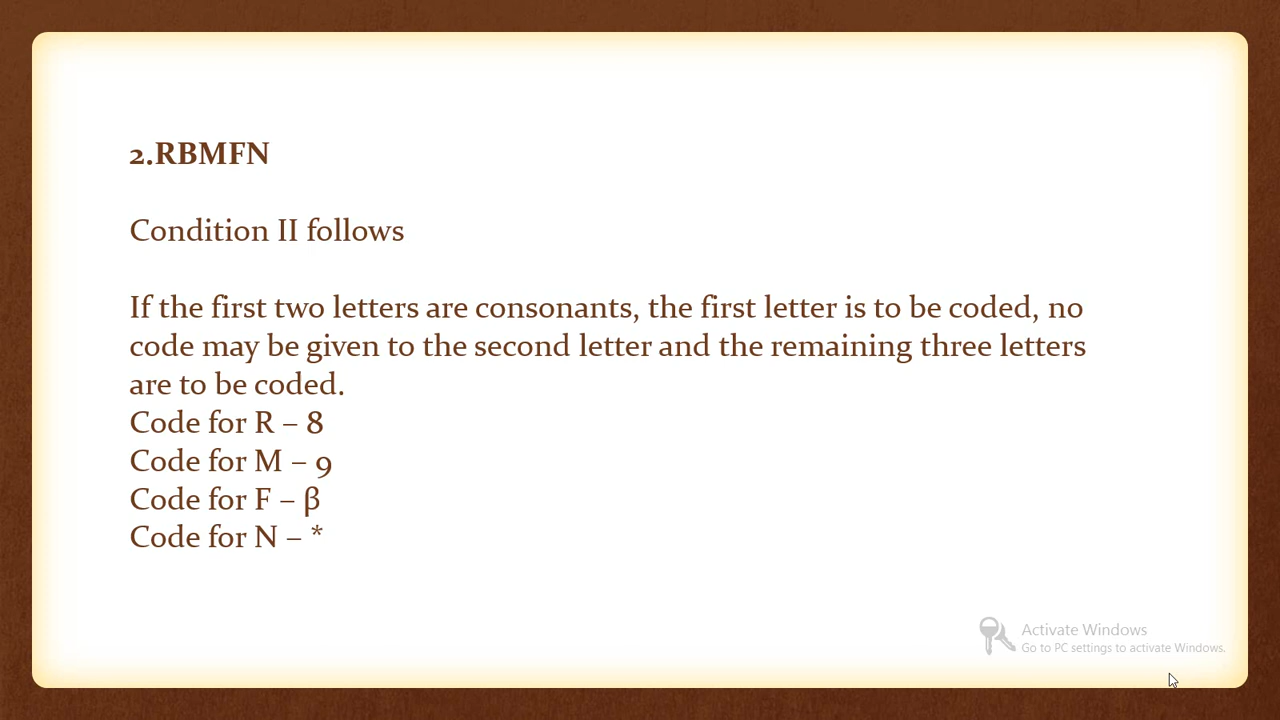 2.RBMFN
Condition II follows
If the first two letters are consonants, the first letter is to be coded, no
code may be given to the second letter and the remaining three letters
are to be coded.
Code for R – 8
Code for M – 9
Code for F – β
Code for N – *
Activate Windows
Go to PC settings to activate Windows.